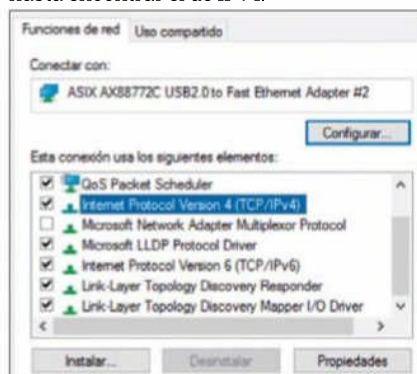 Funciones de red Uso compartido
Conectar con:
ASIX AX88772C USB2.0 to Fast Ethernet Adapter #2
Configurar...
Esta conexión usa los siguientes elementos:
QoS Packet Scheduler
Internet Protocol Version 4 (TCP/IPv4)
Microsoft Network Adapter Multiplexor Protocol
Microsoft LLDP Protocol Driver
Internet Protocol Version 6 (TCP/IPv6)
Link-Layer Topology Discovery Responder
Link-Layer Topology Discovery Mapper I/O Driver
Instalar... Desinstalar Propiedades